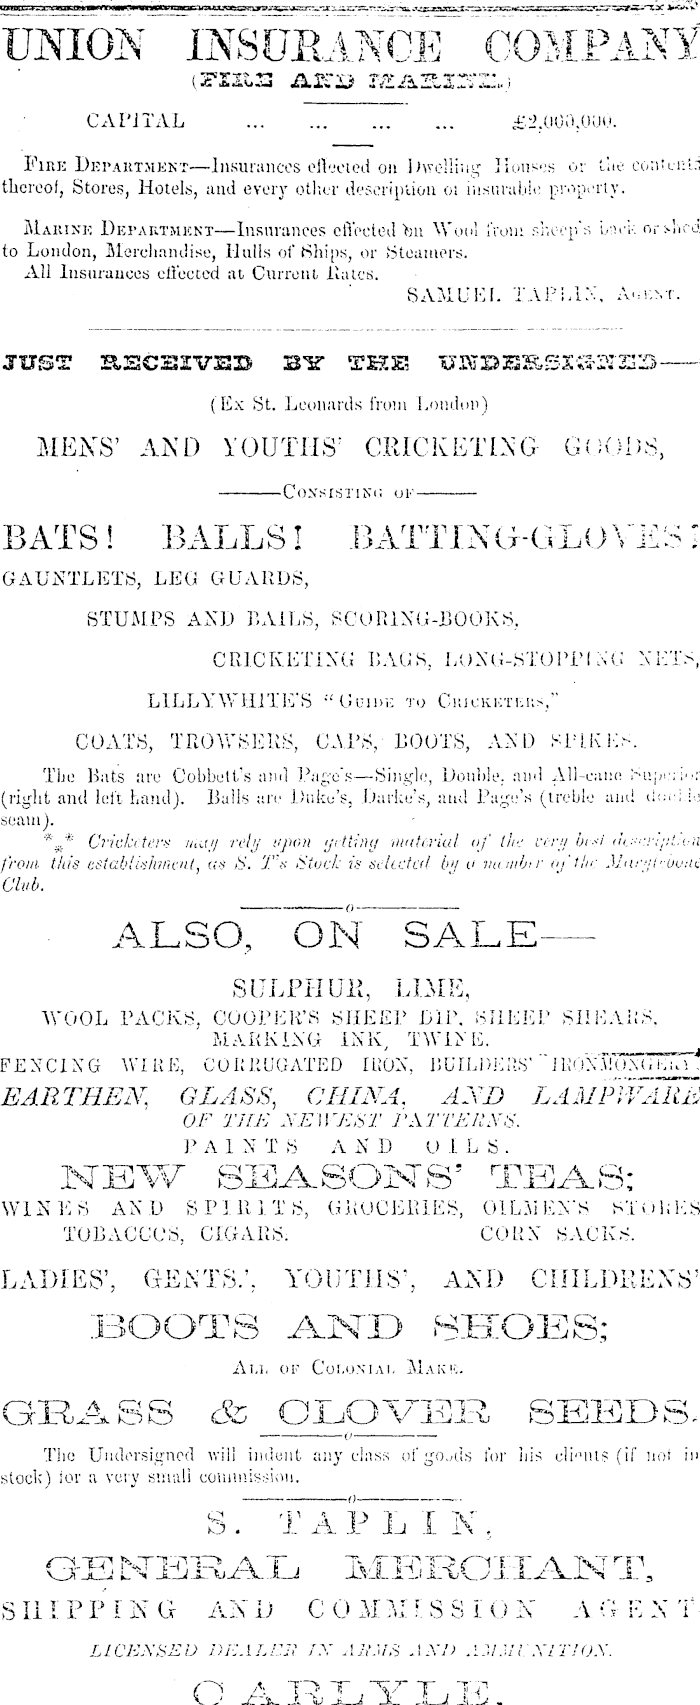 UNION INSURANCE COMPANY
(FIRE AND MARINE.)
CAPITAL ... ... ... ... £2,000,000.
FIRE DEPARTMENT—Insurances effected on Dwelling Houses or the contents
thereof, Stores, Hotels, and every other description of insurable property.
MARINE DEPARTMENT—Insurances effected on Wool from sheep's back or shed
to London, Merchandise, Hulls of Ships, or Steamers.
All Insurances effected at Current Rates.
SAMUEL TAPLIN, AGENT.
JUST RECEIVED BY THE UNDERSIGNED—
(Ex St. Leonards from London)
MENS' AND YOUTHS' CRICKETING GOODS,
—CONSISTING OF—
BATS! BALLS! BATTING-GLOVES!
GAUNTLETS, LEG GUARDS,
STUMPS AND BAILS, SCORING-BOOKS,
CRICKETING BAGS, LONG-STOPPING NETS,
LILLYWHITE'S "GUIDE TO CRICKETERS,"
COATS, TROWSERS, CAPS, BOOTS, AND SPIKES.
The Bats are Cobbett's and Page's—Single, Double, and All-cane Superior
(right and left hand). Balls are Duke's, Darke's, and Page's (treble and double
seam).
*** Cricketers may rely upon getting material of the very best description
from this establishment, as S. T's Stock is selected by a member of the Marylebone
Club.
ALSO, ON SALE—
SULPHUR, LIME,
WOOL PACKS, COOPER'S SHEEP DIP, SHEEP SHEARS,
MARKING INK, TWINE.
FENCING WIRE, CORRUGATED IRON, BUILDERS' IRONMONGERY,
EARTHEN, GLASS, CHINA, AND LAMPWARE
OF THE NEWEST PATTERNS.
PAINTS AND OILS.
NEW SEASONS' TEAS;
WINES AND SPIRITS, GROCERIES, OILMEN'S STORES
TOBACCOS, CIGARS. CORN SACKS.
LADIES', GENTS.', YOUTHS', AND CHILDRENS'
BOOTS AND SHOES;
ALL OF COLONIAL MAKE.
GRASS & CLOVER SEEDS.
The Undersigned will indent any class of goods for his clients (if not in
stock) for a very small commission.
S. TAPLIN,
GENERAL MERCHANT,
SHIPPING AND COMMISSION AGENT
LICENSED DEALER IN ARMS AND AMMUNITION.
CARLYLE.